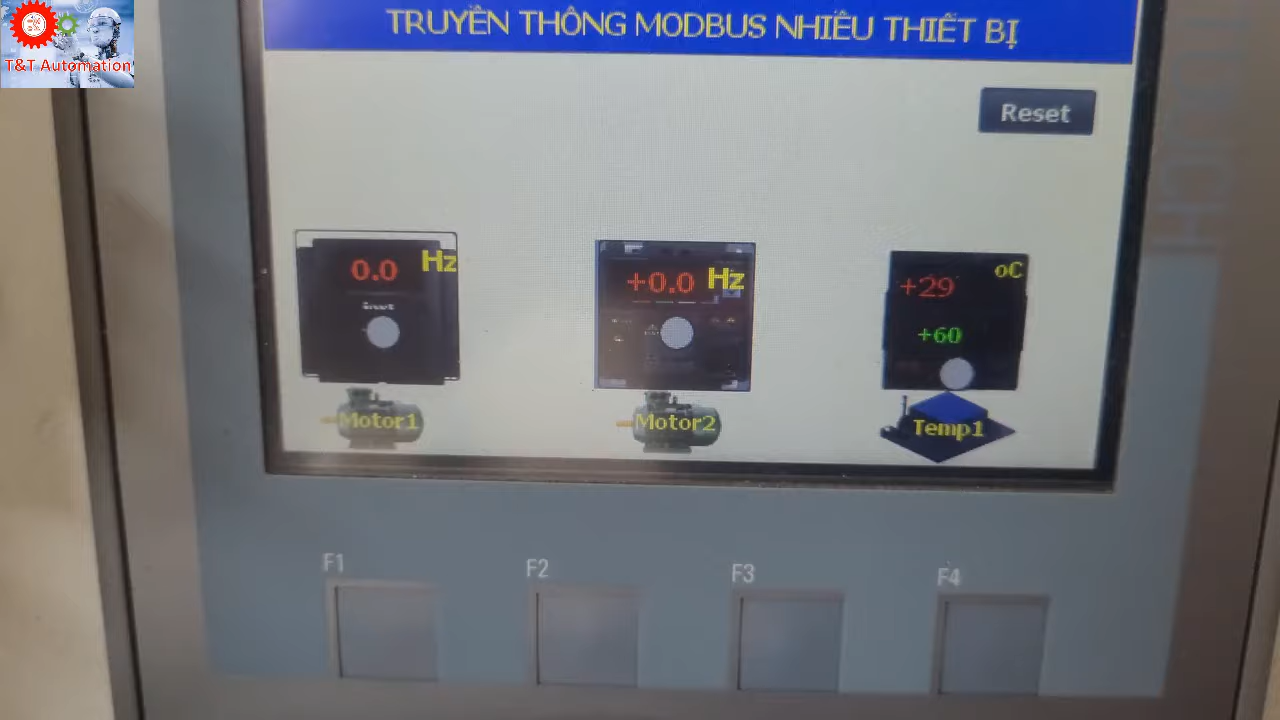 T&T Automation
TRUYỀN THÔNG MODBUS NHIỀU THIẾT BỊ
Reset
0.0 Hz
+0.0 Hz
+29 oC
+60
Motor1
Motor2
Temp1
F1
F2
F3
F4
TOUCH